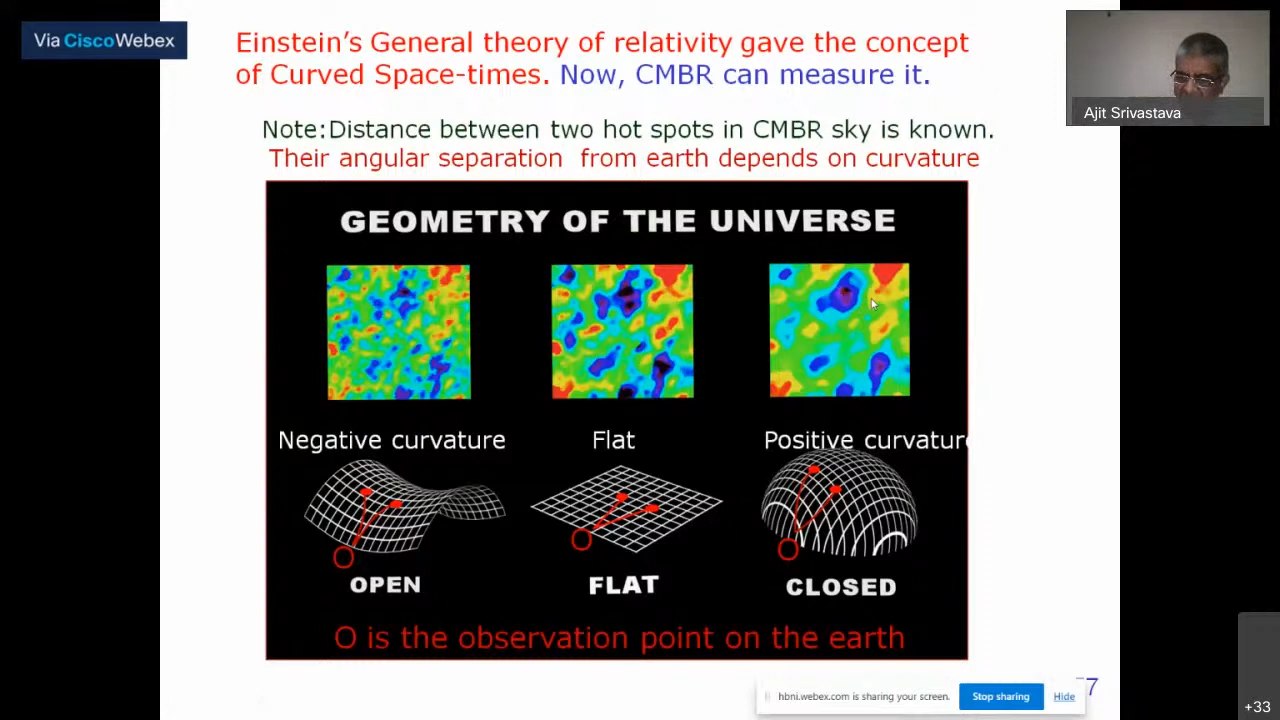 Via Cisco Webex
Einstein's General theory of relativity gave the concept
of Curved Space-times. Now, CMBR can measure it.
Ajit Srivastava
Note:Distance between two hot spots in CMBR sky is known.
Their angular separation from earth depends on curvature
GEOMETRY OF THE UNIVERSE
Negative curvature
Flat
Positive curvature
O
O
O
OPEN
FLAT
CLOSED
O is the observation point on the earth
hbni.webex.com is sharing your screen.
Stop sharing
Hide
7
+33